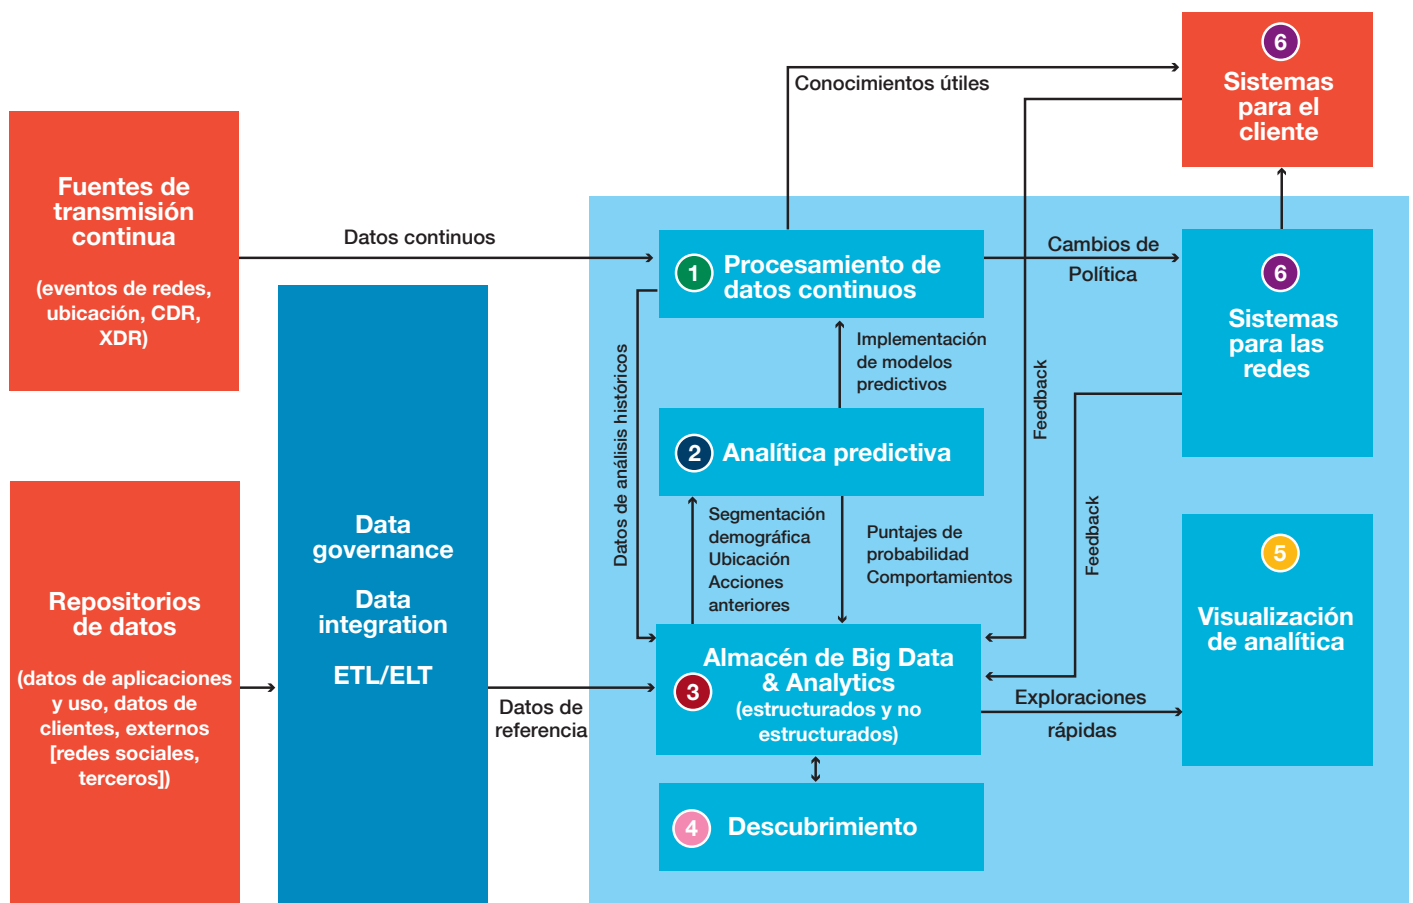 Fuentes de
transmisión
continua
(eventos de redes,
ubicación, CDR,
XDR)
Repositorios
de datos
(datos de aplicaciones
y uso, datos de
clientes, externos
[redes sociales,
terceros])
Data
governance
Data
integration
ETL/ELT
Datos continuos
Datos de
referencia
Conocimientos útiles
1
Procesamiento de
datos continuos
Datos de análisis históricos
Implementación
de modelos
predictivos
2
Analítica predictiva
Segmentación
demográfica
Ubicación
Acciones
anteriores
Puntajes de
probabilidad
Comportamientos
3
Almacén de Big Data
& Analytics
(estructurados y no
estructurados)
4
Descubrimiento
Cambios de
Política
Feedback
Feedback
Exploraciones
rápidas
6
Sistemas
para el
cliente
6
Sistemas
para las
redes
5
Visualización
de analítica